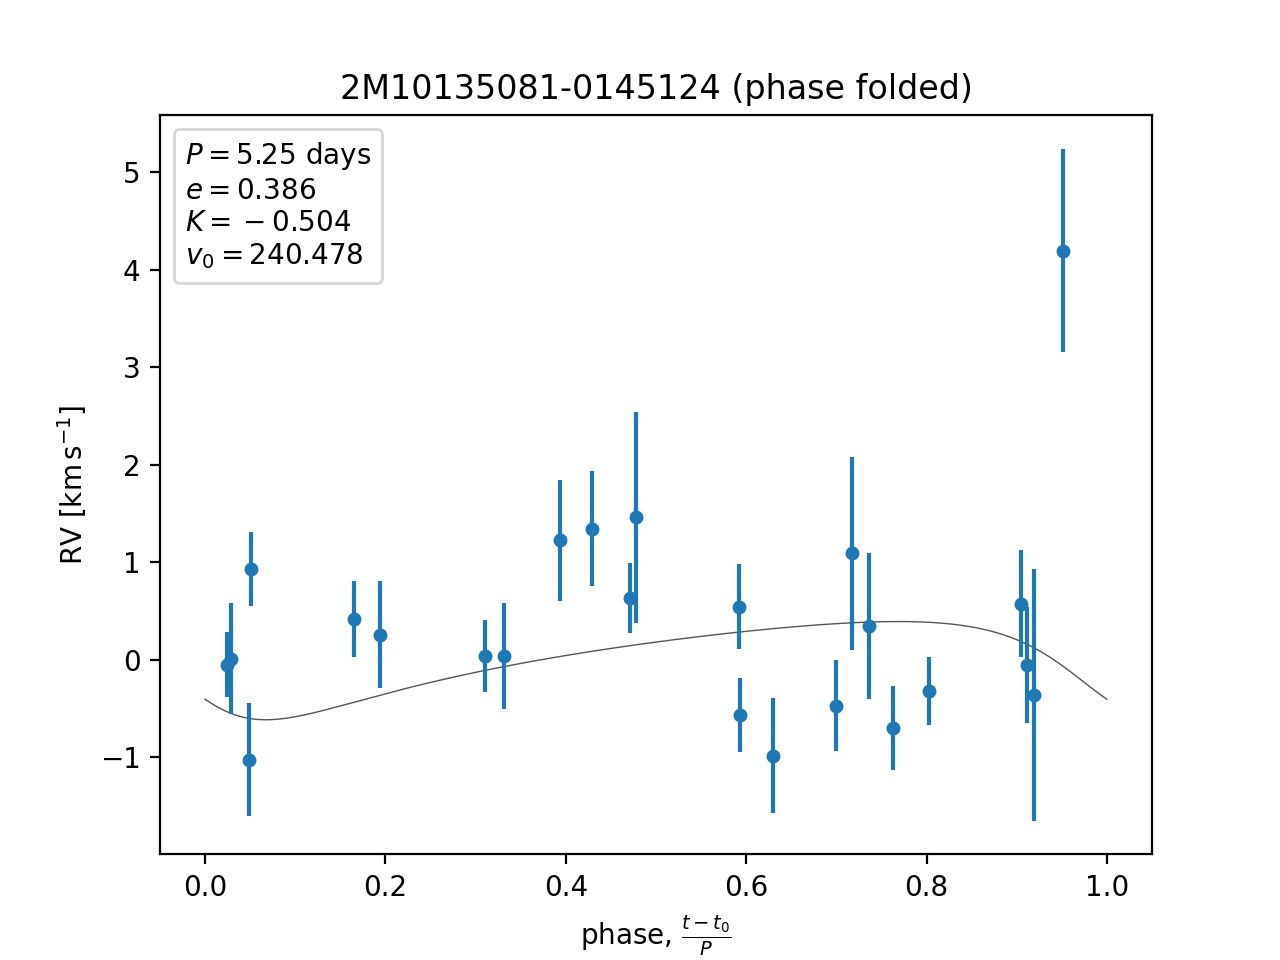 2M10135081-0145124 (phase folded)
P = 5.25 days
e = 0.386
K = −0.504
v₀ = 240.478
5
4
3
2
1
0
−1
RV [km s⁻¹]
0.0 0.2 0.4 0.6 0.8 1.0
phase, (t − t₀)/P